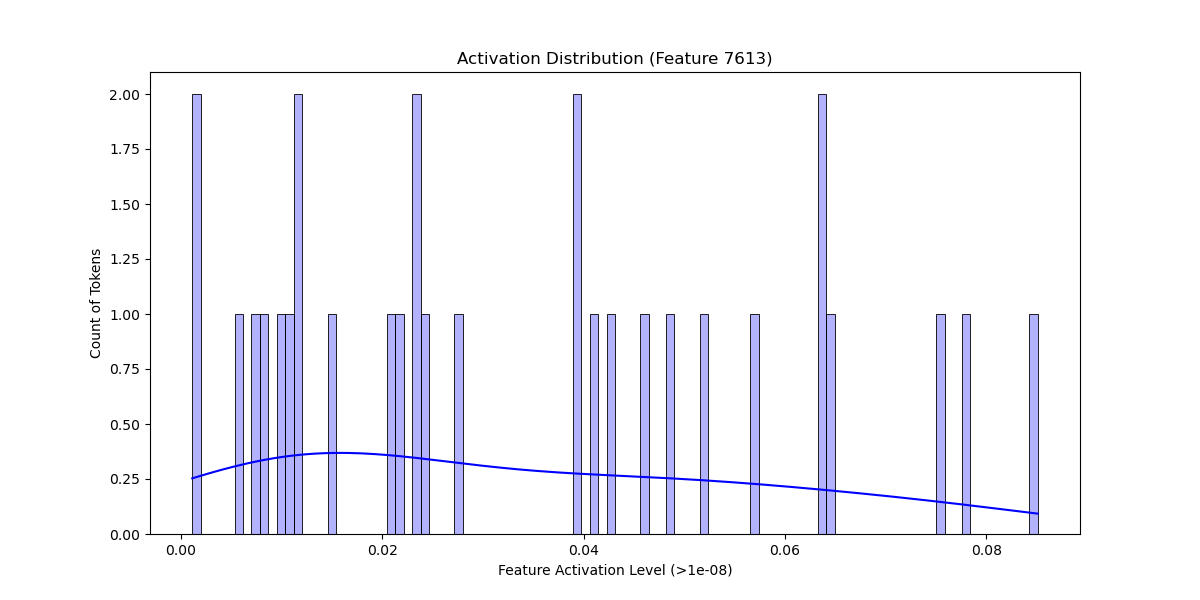 Activation Distribution (Feature 7613)
2.00
1.75
1.50
1.25
1.00
0.75
0.50
0.25
0.00
Count of Tokens
0.00 0.02 0.04 0.06 0.08
Feature Activation Level (>1e-08)